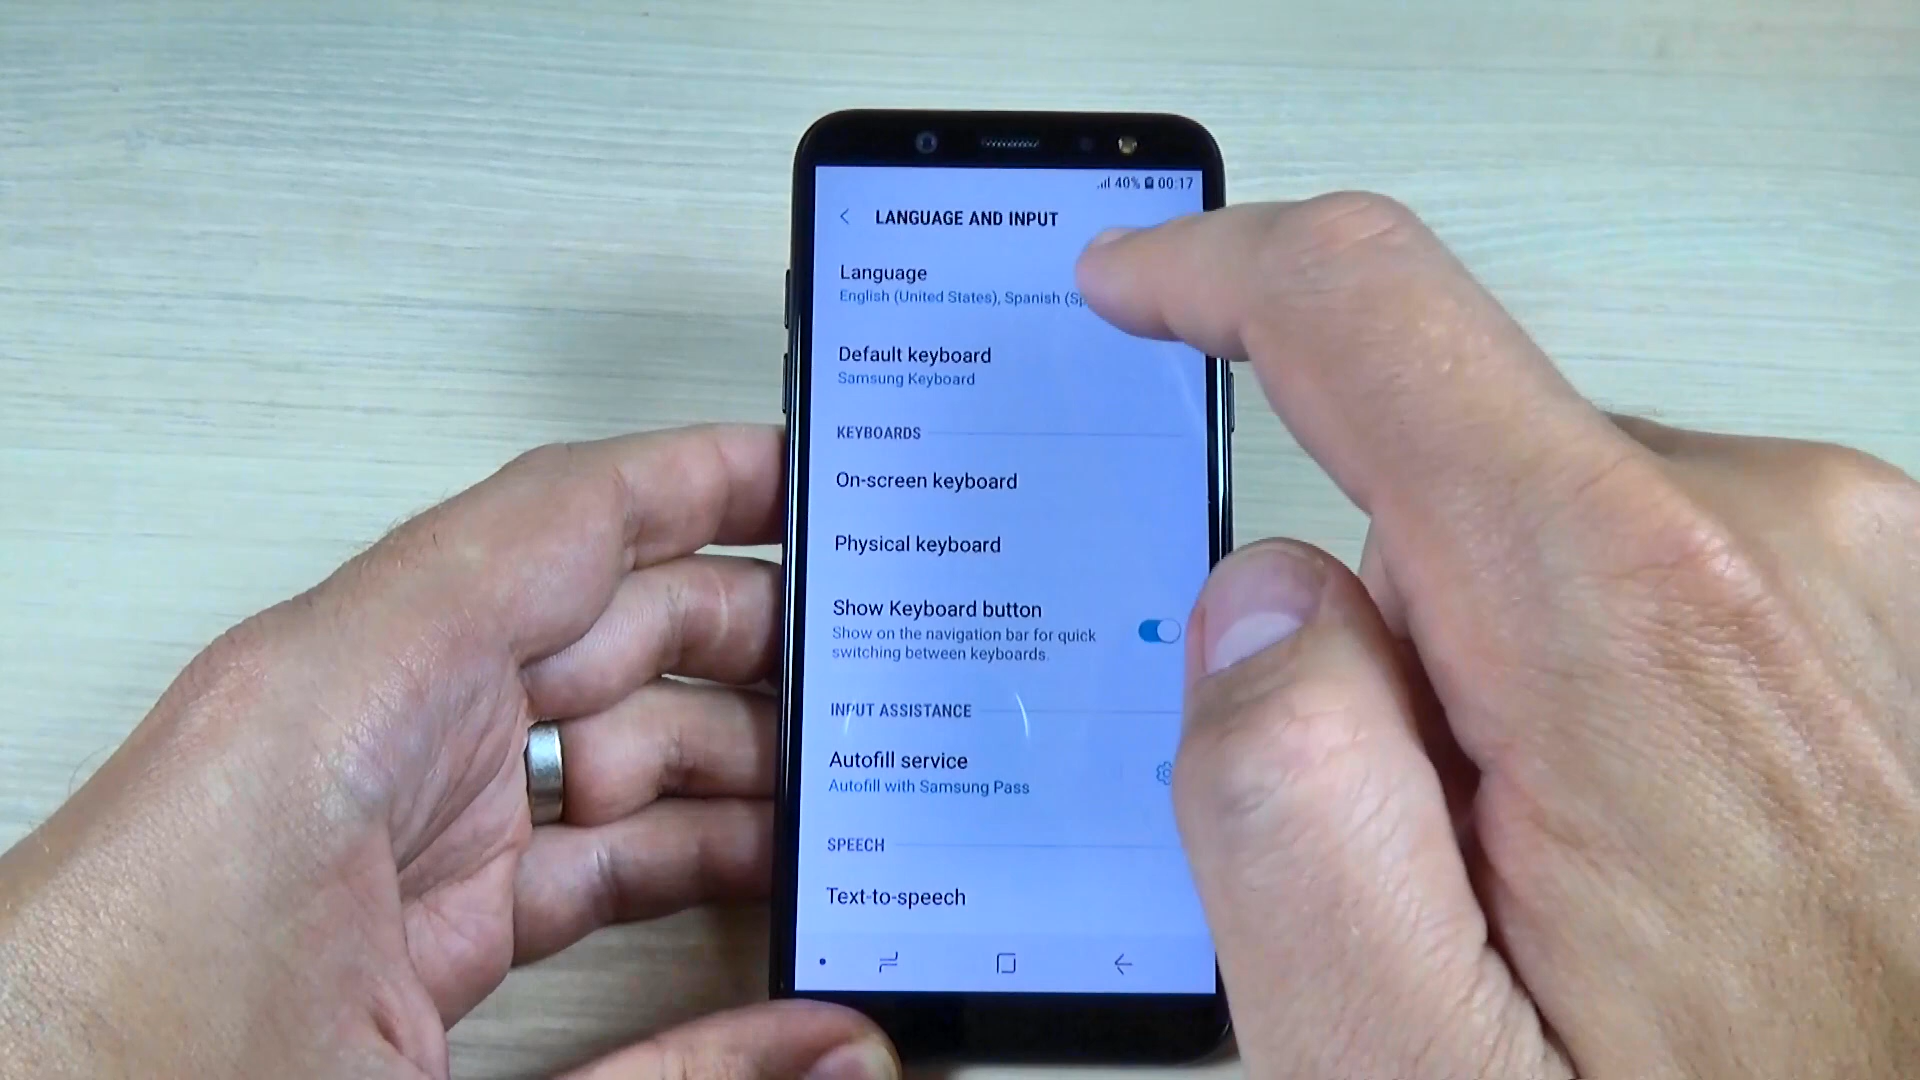 40% 00:17
LANGUAGE AND INPUT
Language
English (United States), Spanish
Default keyboard
Samsung Keyboard
KEYBOARDS
On-screen keyboard
Physical keyboard
Show Keyboard button
Show on the navigation bar for quick
switching between keyboards.
INPUT ASSISTANCE
Autofill service
Autofill with Samsung Pass
SPEECH
Text-to-speech